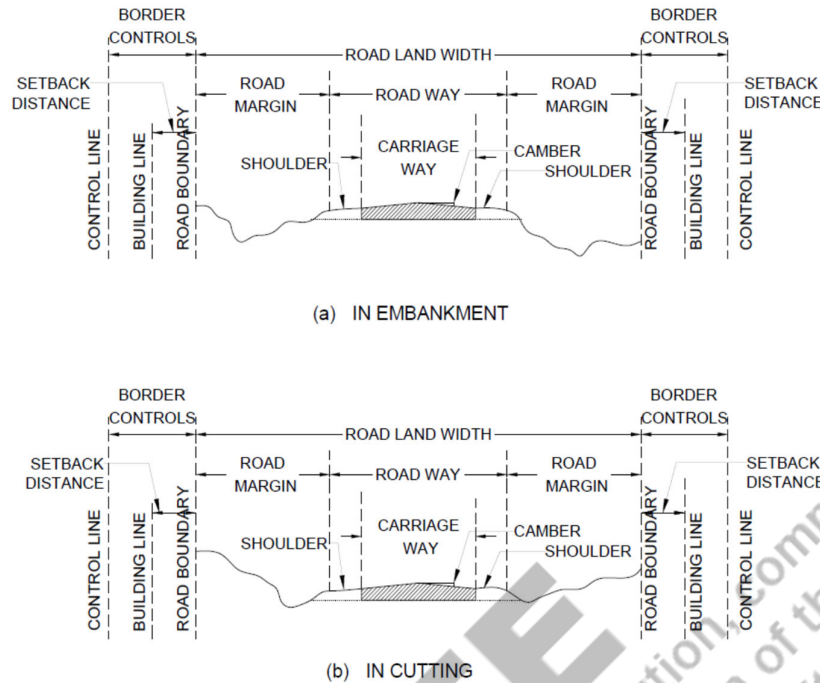 BORDER
CONTROLS
BORDER
CONTROLS
ROAD LAND WIDTH
SETBACK
DISTANCE
ROAD
MARGIN
ROAD WAY
ROAD
MARGIN
SETBACK
DISTANCE
CARRIAGE
WAY
CAMBER
SHOULDER
SHOULDER
CONTROL LINE
BUILDING LINE
ROAD BOUNDARY
ROAD BOUNDARY
BUILDING LINE
CONTROL LINE
(a) IN EMBANKMENT
BORDER
CONTROLS
BORDER
CONTROLS
ROAD LAND WIDTH
SETBACK
DISTANCE
ROAD
MARGIN
ROAD WAY
ROAD
MARGIN
SETBACK
DISTANCE
CARRIAGE
WAY
CAMBER
SHOULDER
SHOULDER
CONTROL LINE
BUILDING LINE
ROAD BOUNDARY
ROAD BOUNDARY
BUILDING LINE
CONTROL LINE
(b) IN CUTTING
of the